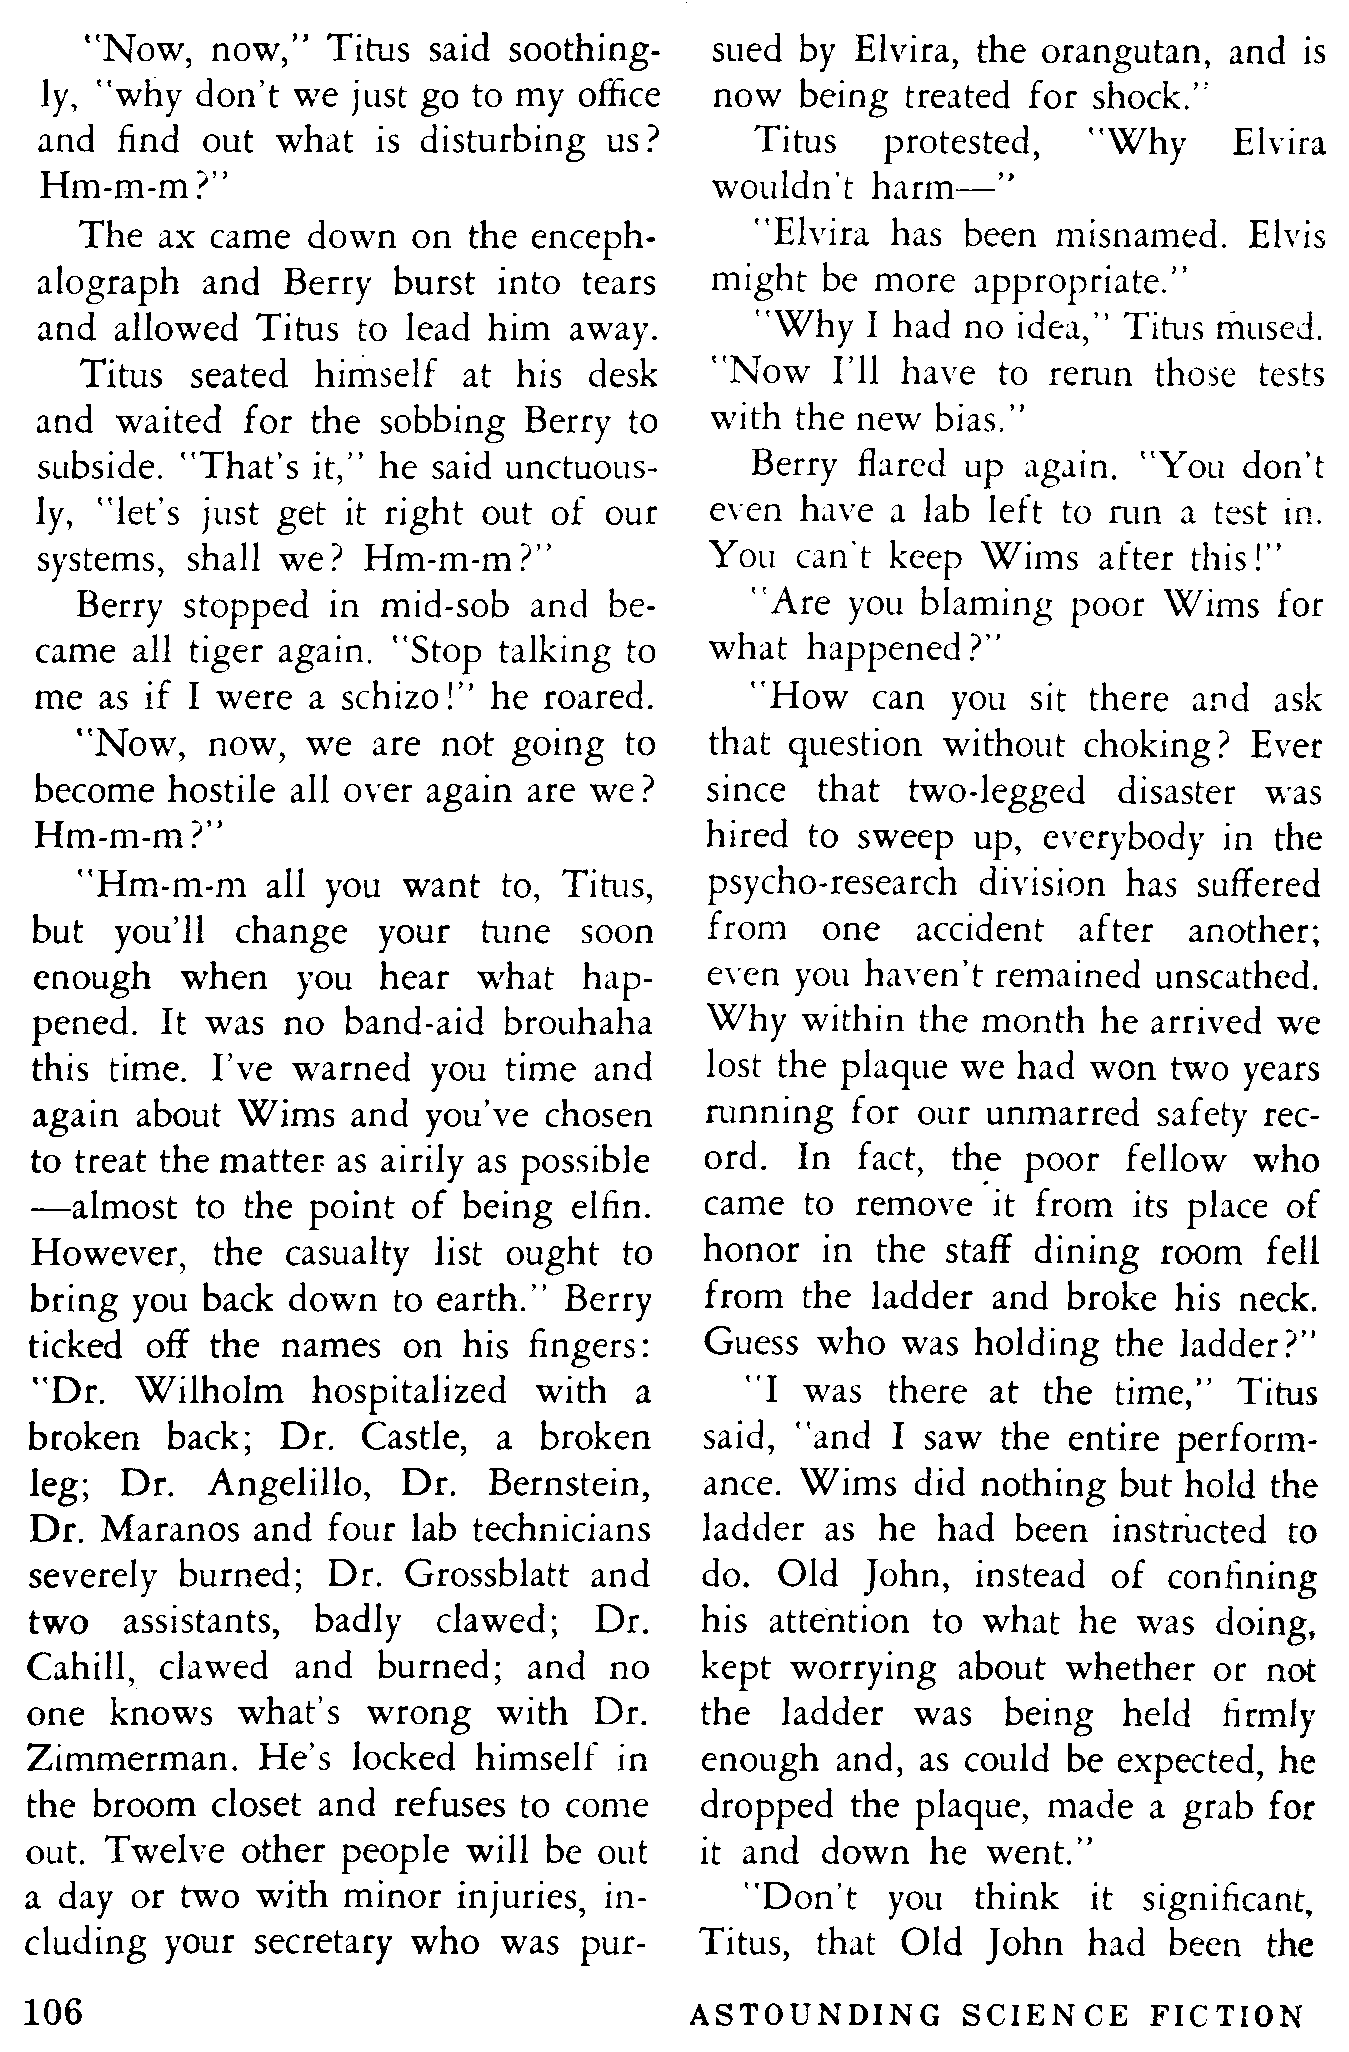 "Now, now," Titus said soothing-
ly, "why don't we just go to my office
and find out what is disturbing us?
Hm-m-m?"
The ax came down on the enceph-
alograph and Berry burst into tears
and allowed Titus to lead him away.
Titus seated himself at his desk
and waited for the sobbing Berry to
subside. "That's it," he said unctuous-
ly, "let's just get it right out of our
systems, shall we? Hm-m-m?"
Berry stopped in mid-sob and be-
came all tiger again. "Stop talking to
me as if I were a schizo!" he roared.
"Now, now, we are not going to
become hostile all over again are we?
Hm-m-m?"
"Hm-m-m all you want to, Titus,
but you'll change your tune soon
enough when you hear what hap-
pened. It was no band-aid brouhaha
this time. I've warned you time and
again about Wims and you've chosen
to treat the matter as airily as possible
—almost to the point of being elfin.
However, the casualty list ought to
bring you back down to earth." Berry
ticked off the names on his fingers:
"Dr. Wilholm hospitalized with a
broken back; Dr. Castle, a broken
leg; Dr. Angelillo, Dr. Bernstein,
Dr. Maranos and four lab technicians
severely burned; Dr. Grossblatt and
two assistants, badly clawed; Dr.
Cahill, clawed and burned; and no
one knows what's wrong with Dr.
Zimmerman. He's locked himself in
the broom closet and refuses to come
out. Twelve other people will be out
a day or two with minor injuries, in-
cluding your secretary who was pur-
sued by Elvira, the orangutan, and is
now being treated for shock."
Titus protested, "Why Elvira
wouldn't harm—"
"Elvira has been misnamed. Elvis
might be more appropriate."
"Why I had no idea," Titus mused.
"Now I'll have to rerun those tests
with the new bias."
Berry flared up again. "You don't
even have a lab left to run a test in.
You can't keep Wims after this!"
"Are you blaming poor Wims for
what happened?"
"How can you sit there and ask
that question without choking? Ever
since that two-legged disaster was
hired to sweep up, everybody in the
psycho-research division has suffered
from one accident after another;
even you haven't remained unscathed.
Why within the month he arrived we
lost the plaque we had won two years
running for our unmarred safety rec-
ord. In fact, the poor fellow who
came to remove it from its place of
honor in the staff dining room fell
from the ladder and broke his neck.
Guess who was holding the ladder?"
"I was there at the time," Titus
said, "and I saw the entire perform-
ance. Wims did nothing but hold the
ladder as he had been instructed to
do. Old John, instead of confining
his attention to what he was doing,
kept worrying about whether or not
the ladder was being held firmly
enough and, as could be expected, he
dropped the plaque, made a grab for
it and down he went."
"Don't you think it significant,
Titus, that Old John had been the
106
ASTOUNDING SCIENCE FICTION